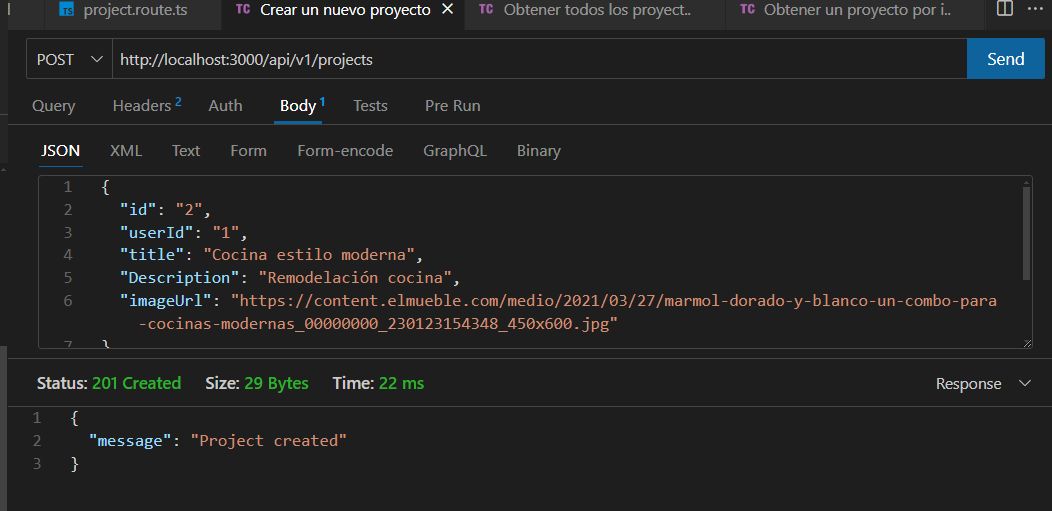 TS project.route.ts TC Crear un nuevo proyecto × TC Obtener todos los proyect.. TC Obtener un proyecto por i.. ···
POST http://localhost:3000/api/v1/projects Send
Query Headers 2 Auth Body 1 Tests Pre Run
JSON XML Text Form Form-encode GraphQL Binary
1 {
2 "id": "2",
3 "userId": "1",
4 "title": "Cocina estilo moderna",
5 "Description": "Remodelación cocina",
6 "imageUrl": "https://content.elmueble.com/medio/2021/03/27/marmol-dorado-y-blanco-un-combo-para
-cocinas-modernas_00000000_230123154348_450x600.jpg"
7 }
Status: 201 Created Size: 29 Bytes Time: 22 ms Response
1 {
2 "message": "Project created"
3 }